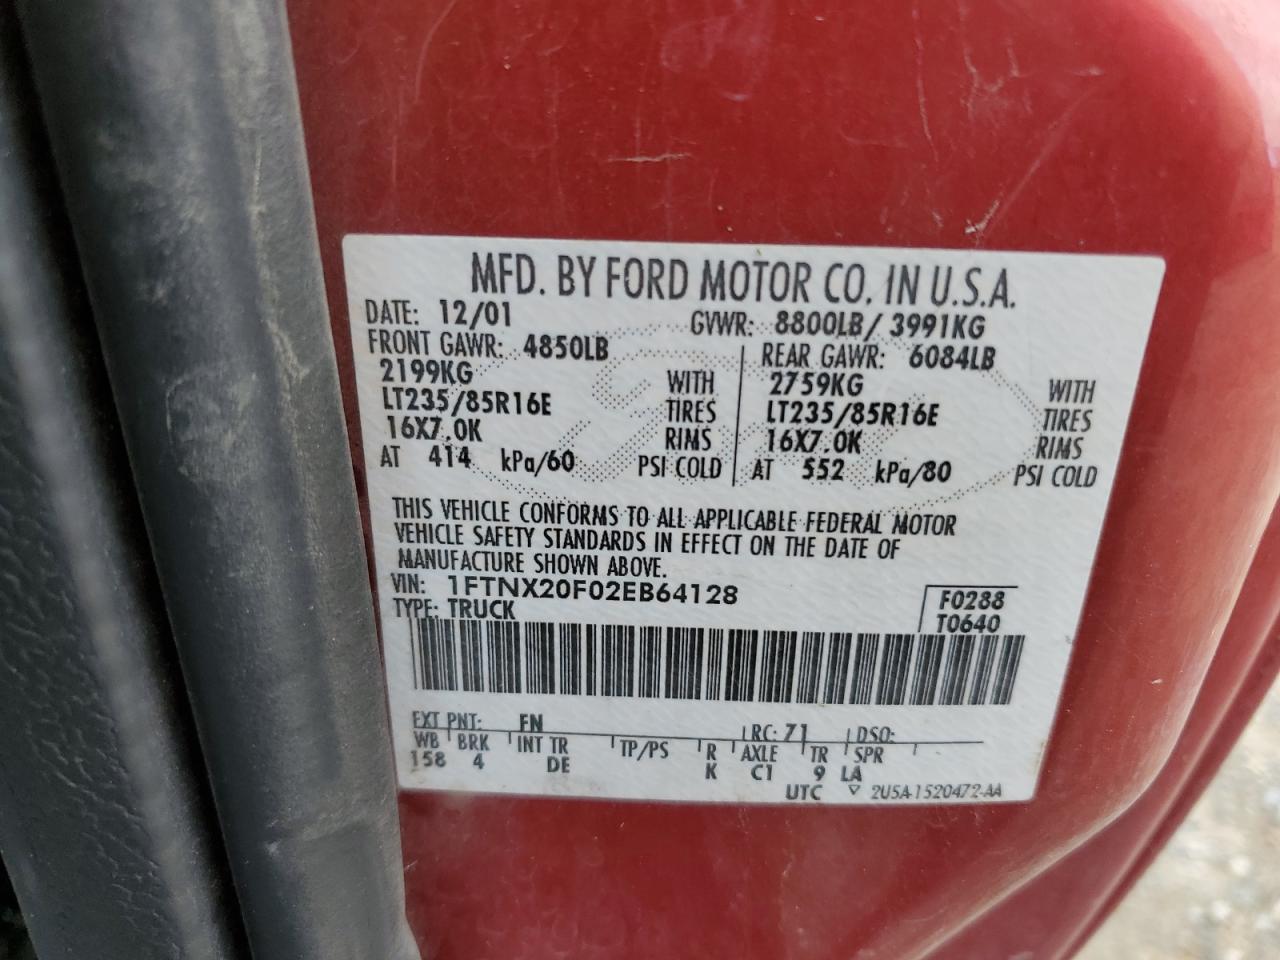 MFD. BY FORD MOTOR CO. IN U.S.A.
DATE: 12/01 GVWR: 8800LB/ 3991KG
FRONT GAWR: 4850LB REAR GAWR: 6084LB
2199KG WITH 2759KG WITH
LT235/85R16E TIRES LT235/85R16E TIRES
16X7.0K RIMS 16X7.0K RIMS
AT 414 kPa/60 PSI COLD AT 552 kPa/80 PSI COLD
THIS VEHICLE CONFORMS TO ALL APPLICABLE FEDERAL MOTOR
VEHICLE SAFETY STANDARDS IN EFFECT ON THE DATE OF
MANUFACTURE SHOWN ABOVE.
VIN: 1FTNX20F02EB64128 F0288
TYPE: TRUCK T0640
EXT PNT: FN RC: 71 DSO:
WB BRK INT TR TP/PS R AXLE TR SPR
158 4 DE K C1 9 LA
UTC ▽ 2U5A-1520472-AA